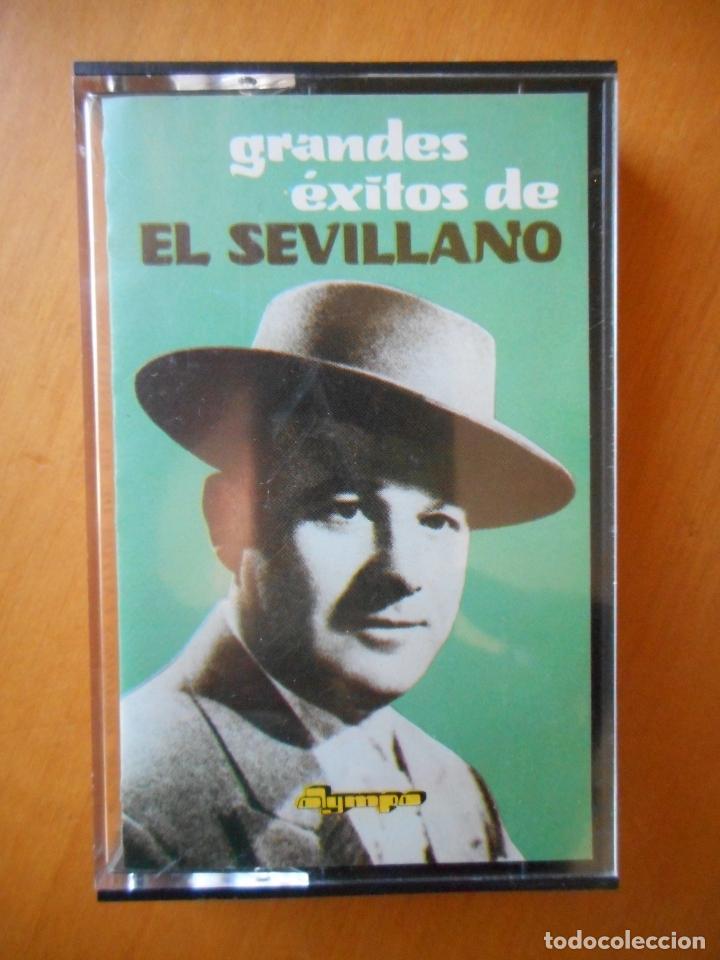 grandes
éxitos de
EL SEVILLANO
Olympo
todocoleccion